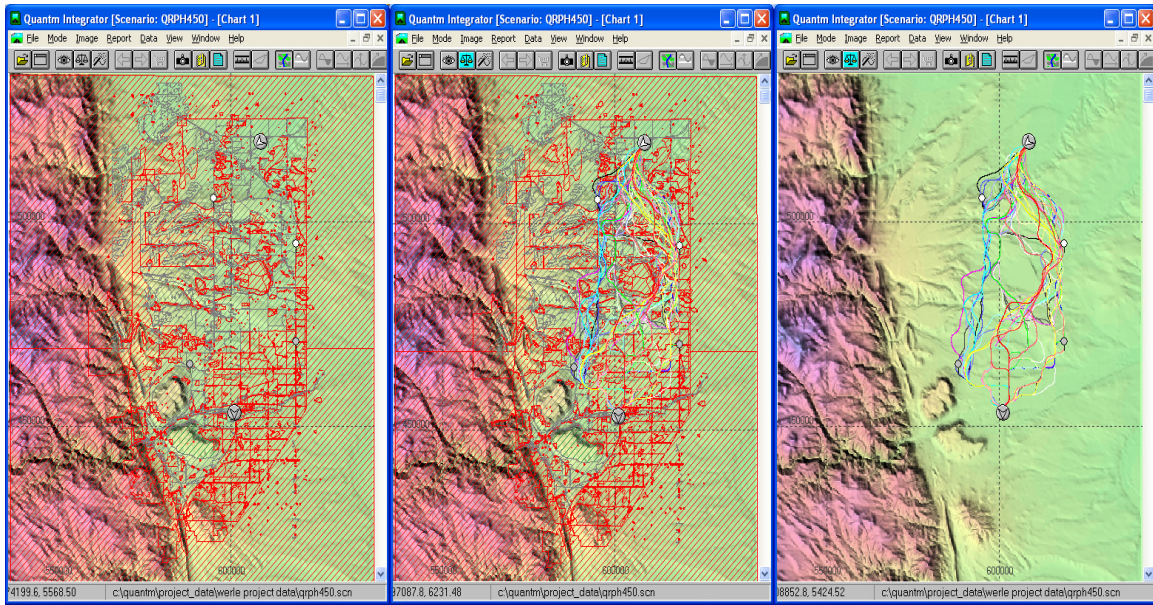 Quantm Integrator [Scenario: QRPH450] - [Chart 1]
File Mode Image Report Data View Window Help
500000
450000
550000
600000
74199.6, 5568.50 c:\quantm\project_data\werle project data\qrph450.scn
Quantm Integrator [Scenario: QRPH450] - [Chart 1]
File Mode Image Report Data View Window Help
500000
450000
550000
600000
97087.8, 6231.48 c:\quantm\project_data\werle project data\qrph450.scn
Quantm Integrator [Scenario: QRPH450] - [Chart 1]
File Mode Image Report Data View Window Help
500000
450000
550000
600000
08852.8, 5424.52 c:\quantm\project_data\werle project data\qrph450.scn